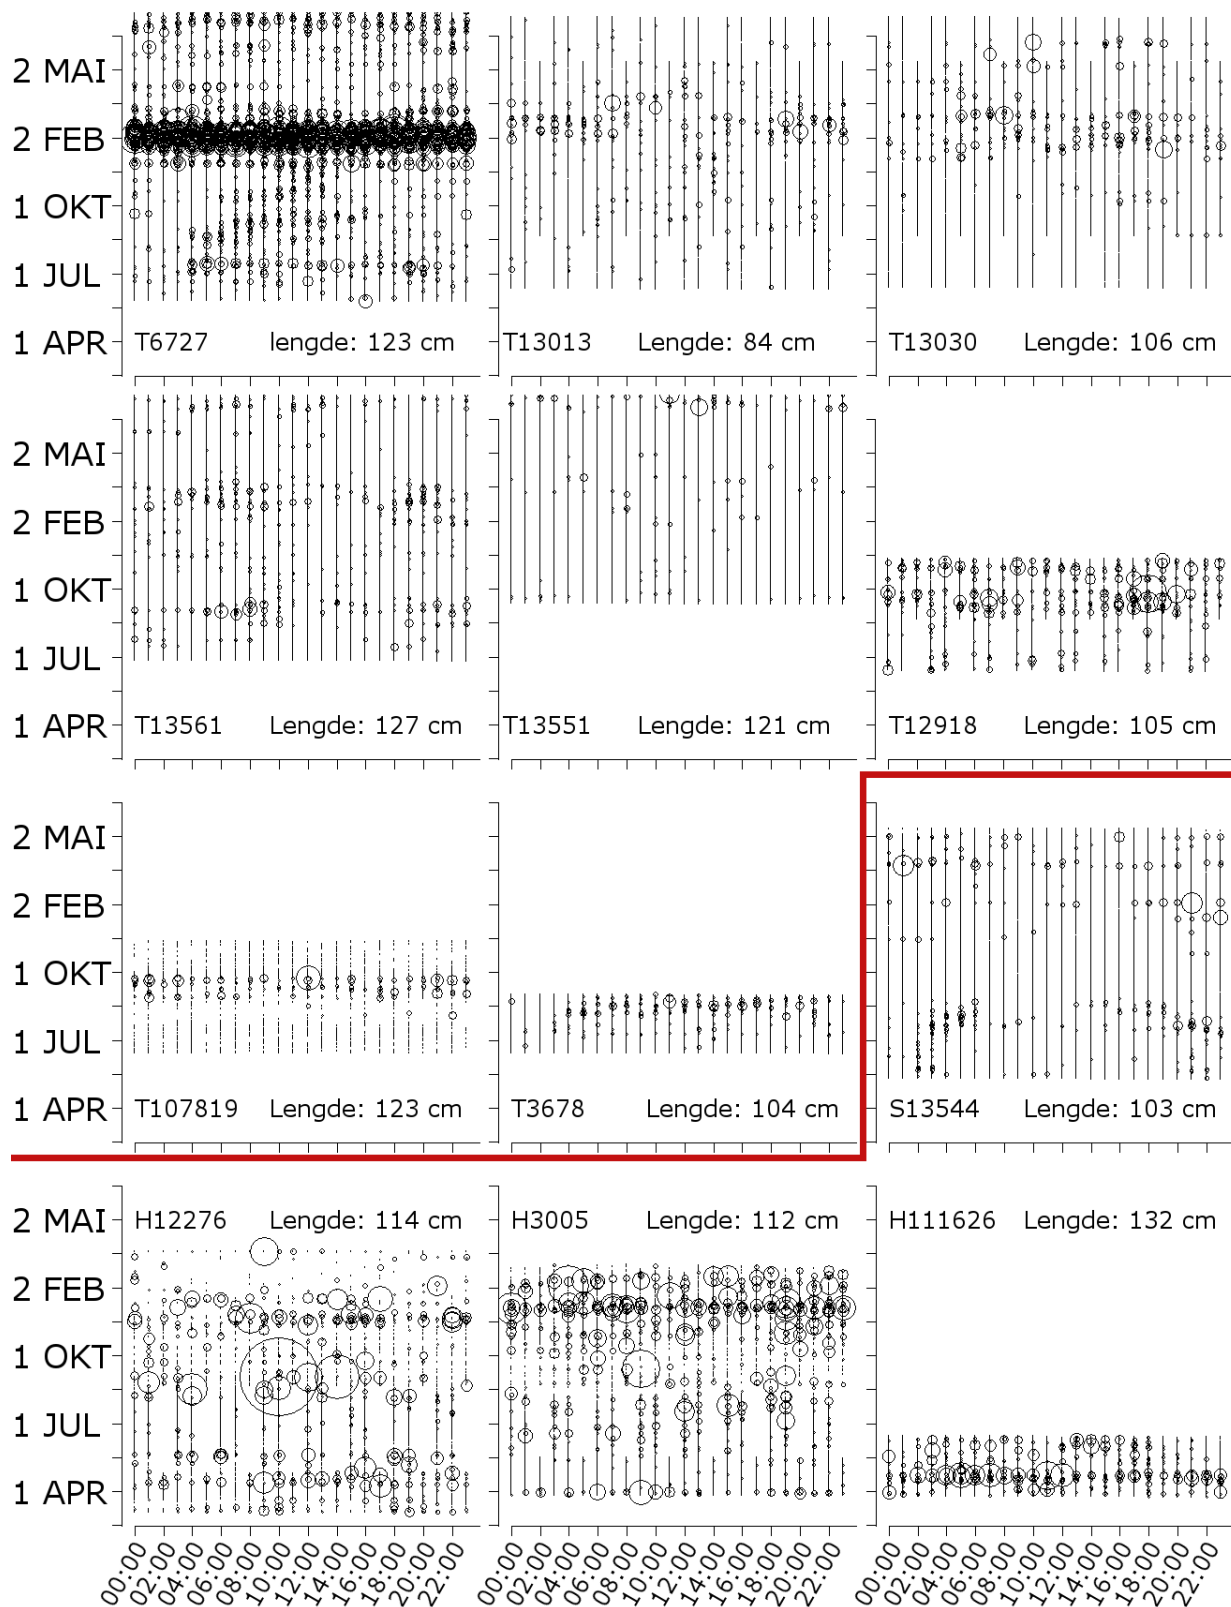 2 MAI
2 FEB
1 OKT
1 JUL
1 APR
T6727 lengde: 123 cm
T13013 Lengde: 84 cm
T13030 Lengde: 106 cm
2 MAI
2 FEB
1 OKT
1 JUL
1 APR
T13561 Lengde: 127 cm
T13551 Lengde: 121 cm
T12918 Lengde: 105 cm
2 MAI
2 FEB
1 OKT
1 JUL
1 APR
T107819 Lengde: 123 cm
T3678 Lengde: 104 cm
S13544 Lengde: 103 cm
2 MAI
H12276 Lengde: 114 cm
H3005 Lengde: 112 cm
H111626 Lengde: 132 cm
2 FEB
1 OKT
1 JUL
1 APR
00:00 02:00 04:00 06:00 08:00 10:00 12:00 14:00 16:00 18:00 20:00 22:00
00:00 02:00 04:00 06:00 08:00 10:00 12:00 14:00 16:00 18:00 20:00 22:00
00:00 02:00 04:00 06:00 08:00 10:00 12:00 14:00 16:00 18:00 20:00 22:00